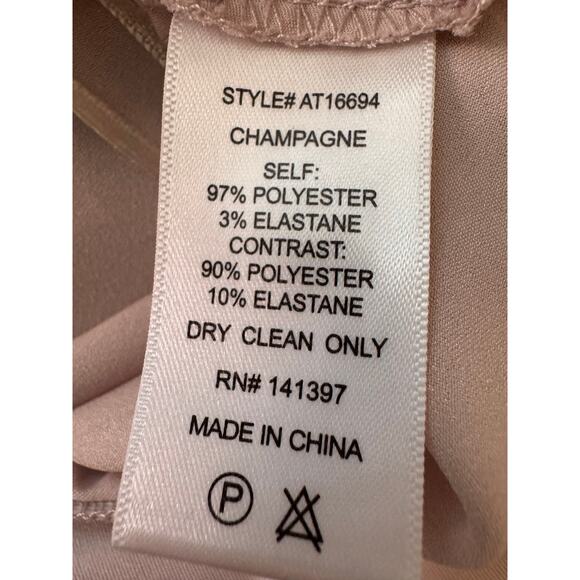 STYLE# AT16694
CHAMPAGNE
SELF:
97% POLYESTER
3% ELASTANE
CONTRAST:
90% POLYESTER
10% ELASTANE
DRY CLEAN ONLY
RN# 141397
MADE IN CHINA
P